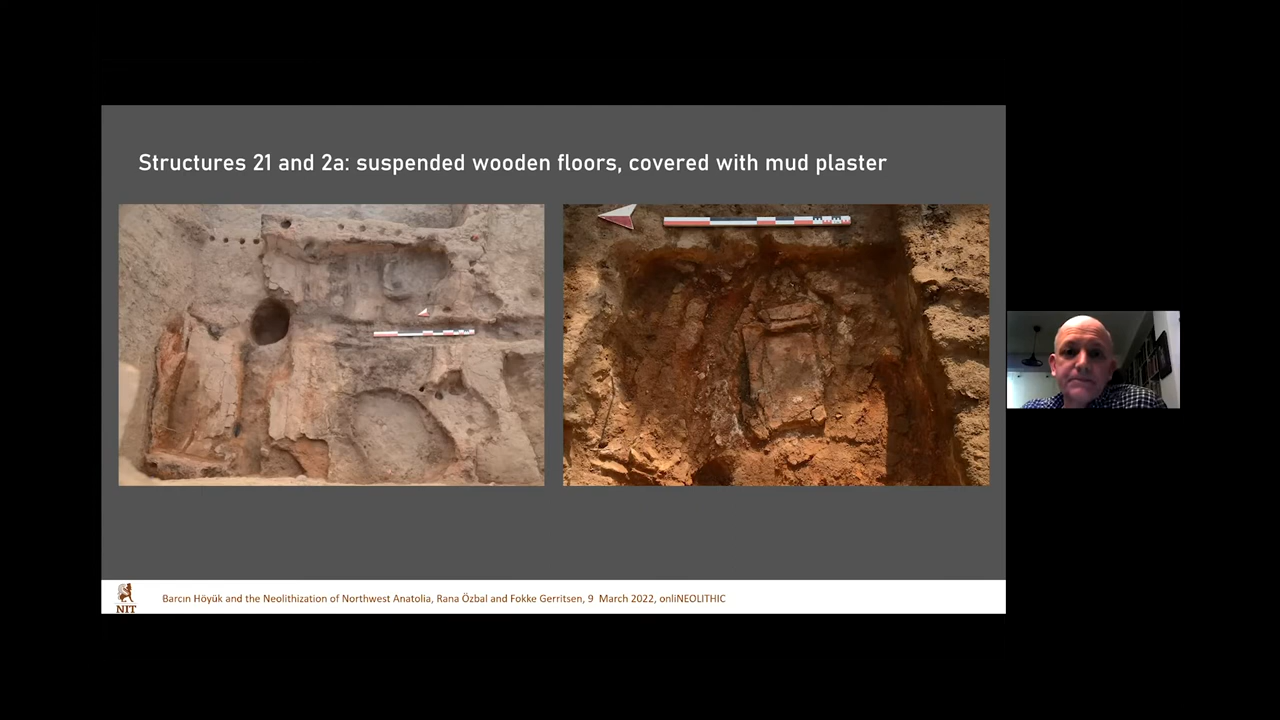 Structures 21 and 2a: suspended wooden floors, covered with mud plaster
NIT
Barcın Höyük and the Neolithization of Northwest Anatolia, Rana Özbal and Fokke Gerritsen, 9 March 2022, onliNEOLITHIC